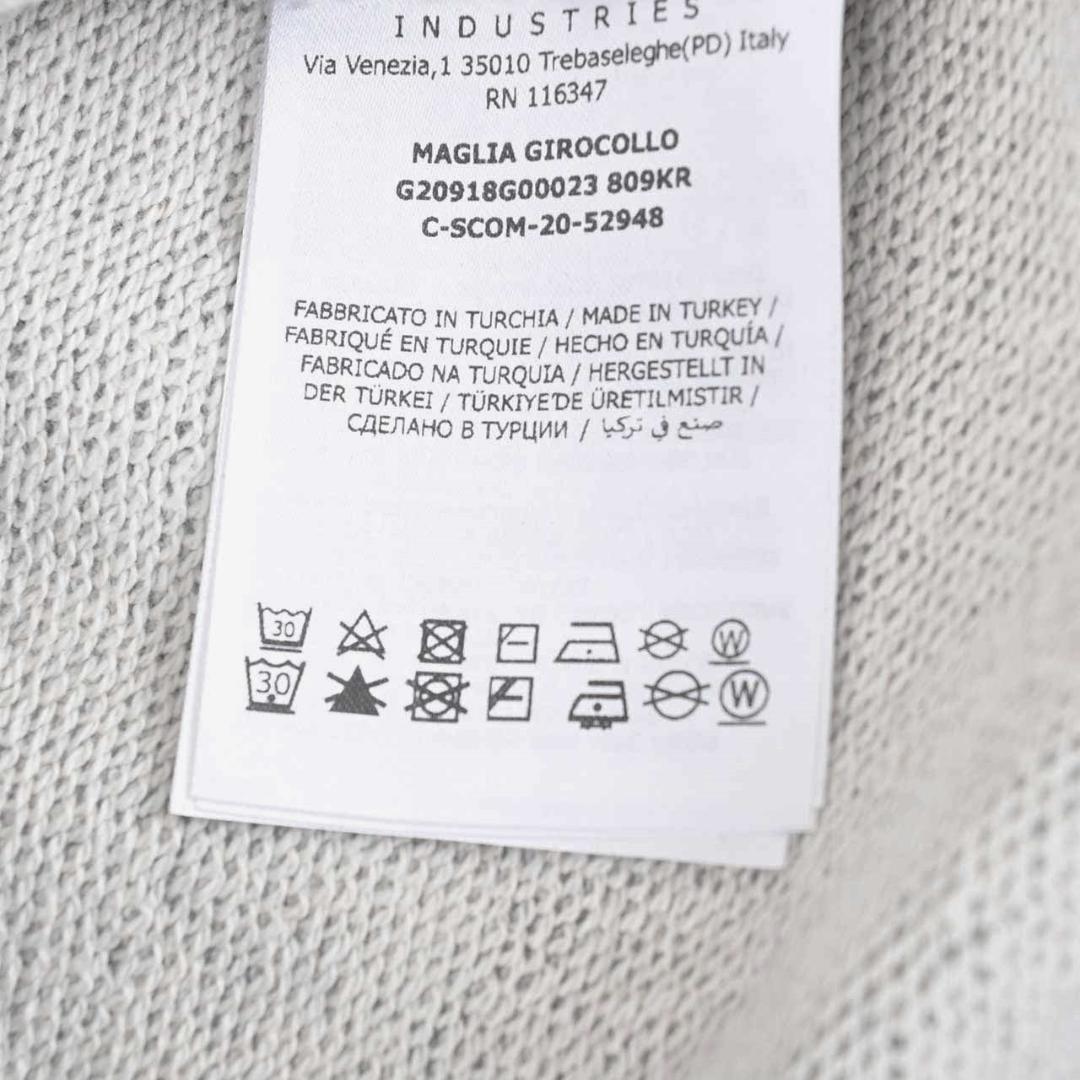 INDUSTRIES
Via Venezia,1 35010 Trebaseleghe(PD) Italy
RN 116347
MAGLIA GIROCOLLO
G20918G00023 809KR
C-SCOM-20-52948
FABBRICATO IN TURCHIA / MADE IN TURKEY /
FABRIQUÉ EN TURQUIE / HECHO EN TURQUÍA /
FABRICADO NA TURQUIA / HERGESTELLT IN
DER TÜRKEI / TÜRKIYE'DE ÜRETILMISTIR /
СДЕЛАНО В ТУРЦИИ / صنع في تركيا
30 W
30 W